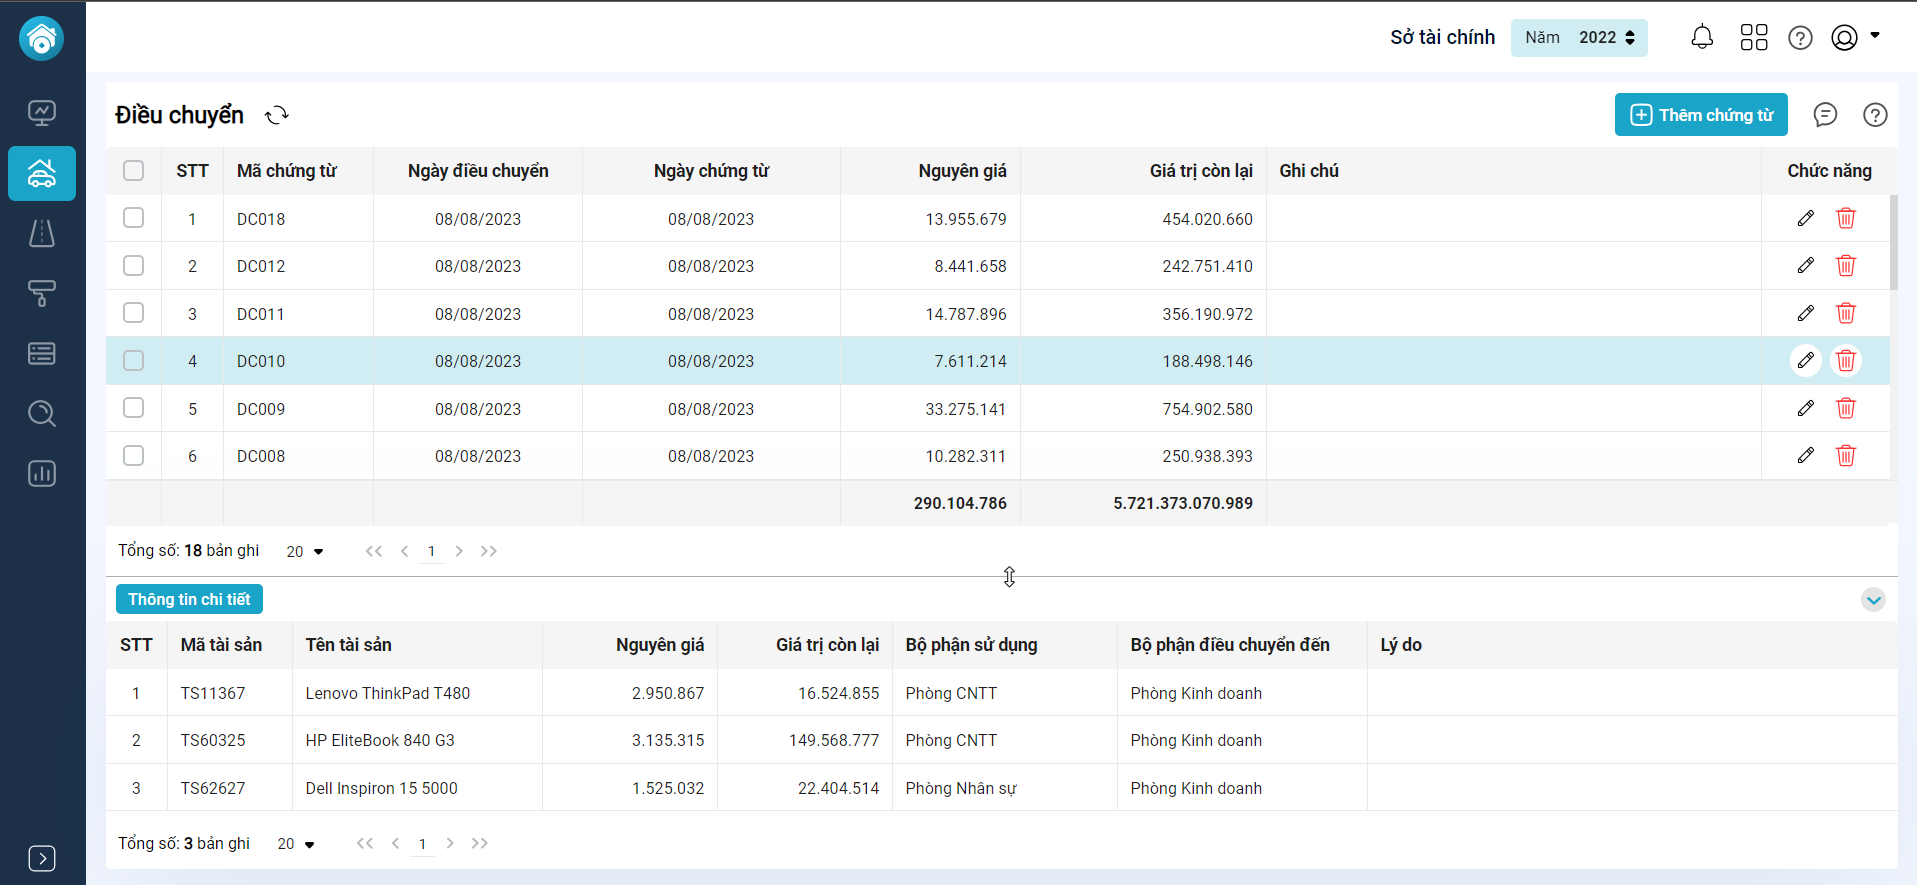 Sở tài chính Năm 2022
Điều chuyển Thêm chứng từ
STT Mã chứng từ Ngày điều chuyển Ngày chứng từ Nguyên giá Giá trị còn lại Ghi chú Chức năng
1 DC018 08/08/2023 08/08/2023 13.955.679 454.020.660
2 DC012 08/08/2023 08/08/2023 8.441.658 242.751.410
3 DC011 08/08/2023 08/08/2023 14.787.896 356.190.972
4 DC010 08/08/2023 08/08/2023 7.611.214 188.498.146
5 DC009 08/08/2023 08/08/2023 33.275.141 754.902.580
6 DC008 08/08/2023 08/08/2023 10.282.311 250.938.393
290.104.786 5.721.373.070.989
Tổng số: 18 bản ghi 20 << < 1 > >>
Thông tin chi tiết
STT Mã tài sản Tên tài sản Nguyên giá Giá trị còn lại Bộ phận sử dụng Bộ phận điều chuyển đến Lý do
1 TS11367 Lenovo ThinkPad T480 2.950.867 16.524.855 Phòng CNTT Phòng Kinh doanh
2 TS60325 HP EliteBook 840 G3 3.135.315 149.568.777 Phòng CNTT Phòng Kinh doanh
3 TS62627 Dell Inspiron 15 5000 1.525.032 22.404.514 Phòng Nhân sự Phòng Kinh doanh
Tổng số: 3 bản ghi 20 << < 1 > >>